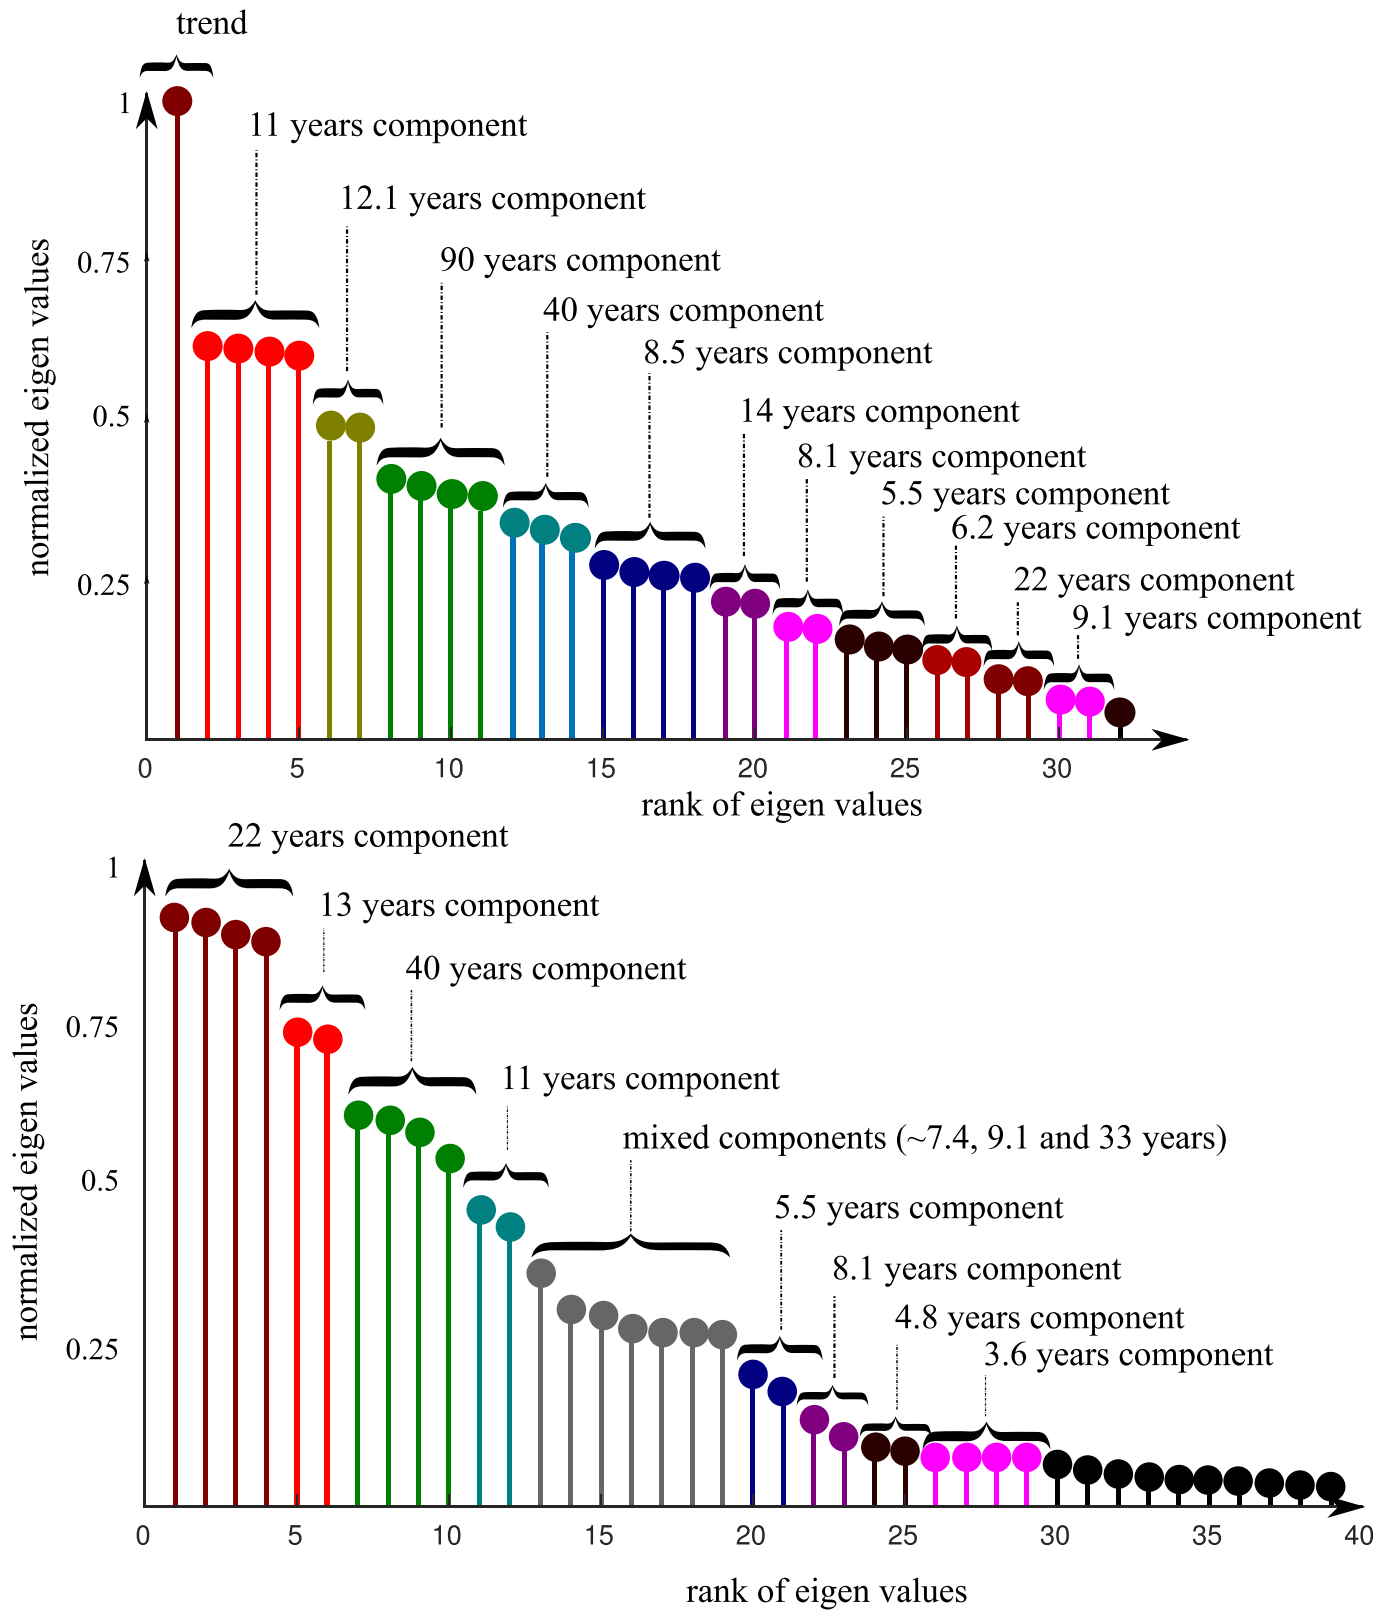 trend
1
11 years component
12.1 years component
90 years component
0.75
40 years component
8.5 years component
14 years component
0.5
8.1 years component
5.5 years component
6.2 years component
22 years component
0.25
9.1 years component
normalized eigen values
0 5 10 15 20 25 30
rank of eigen values
22 years component
1
13 years component
40 years component
0.75
11 years component
mixed components (~7.4, 9.1 and 33 years)
0.5
5.5 years component
8.1 years component
4.8 years component
0.25
3.6 years component
normalized eigen values
0 5 10 15 20 25 30 35 40
rank of eigen values